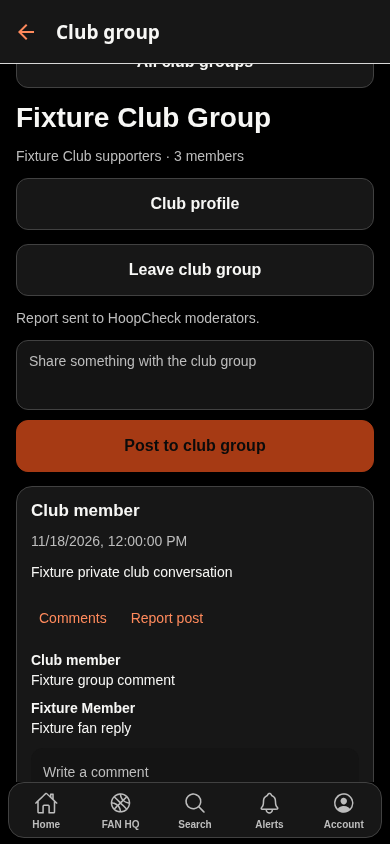 Club group
All club groups
Fixture Club Group
Fixture Club supporters · 3 members
Club profile
Leave club group
Report sent to HoopCheck moderators.
Share something with the club group
Post to club group
Club member
11/18/2026, 12:00:00 PM
Fixture private club conversation
Comments Report post
Club member
Fixture group comment
Fixture Member
Fixture fan reply
Write a comment
Home FAN HQ Search Alerts Account